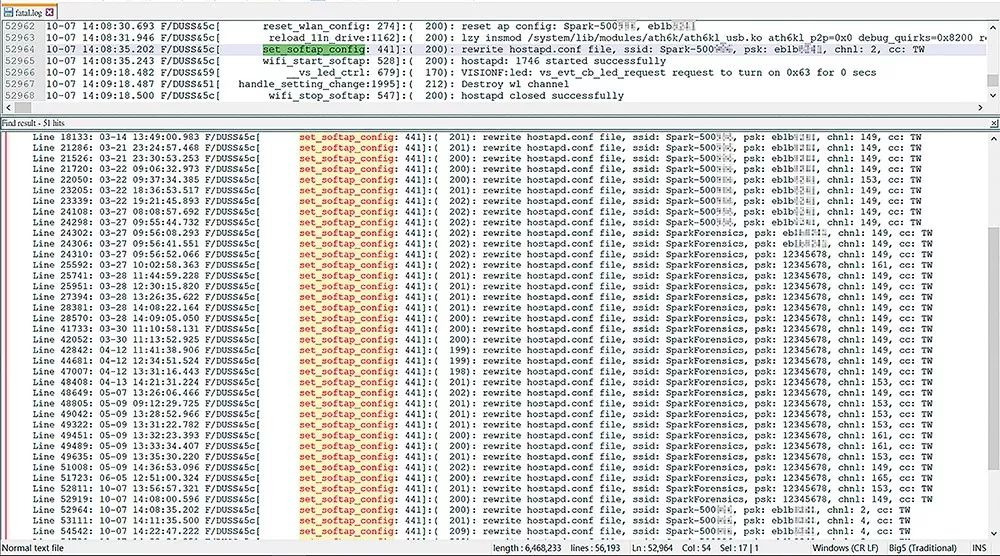 fatal.log
52962 10-07 14:08:30.693 F/DUSS&5c[ reset_wlan_config: 274]:( 200): reset ap config: Spark-500, eb1b
52963 10-07 14:08:31.946 F/DUSS&5c[ reload_11n_drive:1162]:( 200): lzy insmod /system/lib/modules/ath6k/ath6kl_usb.ko ath6kl p2p=0x0 debug_quirks=0x8200
52964 10-07 14:08:35.202 F/DUSS&5c[ set_softap_config: 441]:( 200): rewrite hostapd.conf file, ssid: Spark-500, psk: eb1b, chnl: 2, cc: TW
52965 10-07 14:08:35.243 F/DUSS&5c[ wifi_start_softap: 528]:( 200): hostapd: 1746 started successfully
52966 10-07 14:09:18.482 F/DUSS&59[ __vs_led_ctrl: 679]:( 170): VISIONF:led: vs_evt_cb_led_request request to turn on 0x63 for 0 secs
52967 10-07 14:09:18.487 F/DUSS&51[ handle_setting_change:1995]:( 212): Destroy wl channel
52968 10-07 14:09:18.500 F/DUSS&5c[ wifi_stop_softap: 547]:( 200): hostapd closed successfully
Find result - 51 hits
Line 18133: 03-14 13:49:00.983 F/DUSS&5c[ set_softap_config: 441]:( 201): rewrite hostapd.conf file, ssid: Spark-500, psk: eb1b, chnl: 149, cc: TW
Line 21286: 03-21 23:24:57.468 F/DUSS&5c[ set_softap_config: 441]:( 201): rewrite hostapd.conf file, ssid: Spark-500, psk: eb1b, chnl: 149, cc: TW
Line 21526: 03-21 23:30:53.253 F/DUSS&5c[ set_softap_config: 441]:( 200): rewrite hostapd.conf file, ssid: Spark-500, psk: eb1b, chnl: 149, cc: TW
Line 21720: 03-22 09:06:32.973 F/DUSS&5c[ set_softap_config: 441]:( 200): rewrite hostapd.conf file, ssid: Spark-500, psk: eb1b, chnl: 149, cc: TW
Line 22050: 03-22 09:37:34.385 F/DUSS&5c[ set_softap_config: 441]:( 200): rewrite hostapd.conf file, ssid: Spark-500, psk: eb1b, chnl: 153, cc: TW
Line 23205: 03-22 18:36:53.517 F/DUSS&5c[ set_softap_config: 441]:( 201): rewrite hostapd.conf file, ssid: Spark-500, psk: eb1b, chnl: 149, cc: TW
Line 23339: 03-22 19:21:45.893 F/DUSS&5c[ set_softap_config: 441]:( 202): rewrite hostapd.conf file, ssid: Spark-500, psk: eb1b, chnl: 149, cc: TW
Line 24108: 03-27 08:08:57.692 F/DUSS&5c[ set_softap_config: 441]:( 202): rewrite hostapd.conf file, ssid: Spark-500, psk: eb1b, chnl: 149, cc: TW
Line 24298: 03-27 09:55:44.732 F/DUSS&5c[ set_softap_config: 441]:( 202): rewrite hostapd.conf file, ssid: Spark-500, psk: eb1b, chnl: 149, cc: TW
Line 24302: 03-27 09:56:08.293 F/DUSS&5c[ set_softap_config: 441]:( 202): rewrite hostapd.conf file, ssid: SparkForensics, psk: eb1b, chnl: 149, cc: TW
Line 24306: 03-27 09:56:41.551 F/DUSS&5c[ set_softap_config: 441]:( 202): rewrite hostapd.conf file, ssid: SparkForensics, psk: eb1b, chnl: 149, cc: TW
Line 24310: 03-27 09:56:52.066 F/DUSS&5c[ set_softap_config: 441]:( 202): rewrite hostapd.conf file, ssid: SparkForensics, psk: 12345678, chnl: 149, cc: TW
Line 25592: 03-27 10:02:58.363 F/DUSS&5c[ set_softap_config: 441]:( 202): rewrite hostapd.conf file, ssid: SparkForensics, psk: 12345678, chnl: 161, cc: TW
Line 25741: 03-28 11:44:59.228 F/DUSS&5c[ set_softap_config: 441]:( 200): rewrite hostapd.conf file, ssid: SparkForensics, psk: 12345678, chnl: 149, cc: TW
Line 25951: 03-28 12:30:15.820 F/DUSS&5c[ set_softap_config: 441]:( 201): rewrite hostapd.conf file, ssid: SparkForensics, psk: 12345678, chnl: 149, cc: TW
Line 27394: 03-28 13:26:35.622 F/DUSS&5c[ set_softap_config: 441]:( 201): rewrite hostapd.conf file, ssid: SparkForensics, psk: 12345678, chnl: 149, cc: TW
Line 28381: 03-28 14:08:22.164 F/DUSS&5c[ set_softap_config: 441]:( 200): rewrite hostapd.conf file, ssid: SparkForensics, psk: 12345678, chnl: 149, cc: TW
Line 28570: 03-28 14:09:05.050 F/DUSS&5c[ set_softap_config: 441]:( 200): rewrite hostapd.conf file, ssid: SparkForensics, psk: 12345678, chnl: 149, cc: TW
Line 41733: 03-30 11:10:58.131 F/DUSS&5c[ set_softap_config: 441]:( 200): rewrite hostapd.conf file, ssid: SparkForensics, psk: 12345678, chnl: 149, cc: TW
Line 42052: 03-30 11:13:52.925 F/DUSS&5c[ set_softap_config: 441]:( 200): rewrite hostapd.conf file, ssid: SparkForensics, psk: 12345678, chnl: 149, cc: TW
Line 42842: 04-12 11:41:38.906 F/DUSS&5c[ set_softap_config: 441]:( 199): rewrite hostapd.conf file, ssid: SparkForensics, psk: 12345678, chnl: 149, cc: TW
Line 44681: 04-12 12:34:51.524 F/DUSS&5c[ set_softap_config: 441]:( 199): rewrite hostapd.conf file, ssid: SparkForensics, psk: 12345678, chnl: 149, cc: TW
Line 47007: 04-12 13:31:16.443 F/DUSS&5c[ set_softap_config: 441]:( 198): rewrite hostapd.conf file, ssid: SparkForensics, psk: 12345678, chnl: 149, cc: TW
Line 48408: 04-13 14:21:31.224 F/DUSS&5c[ set_softap_config: 441]:( 201): rewrite hostapd.conf file, ssid: SparkForensics, psk: 12345678, chnl: 153, cc: TW
Line 48649: 05-07 13:26:06.466 F/DUSS&5c[ set_softap_config: 441]:( 202): rewrite hostapd.conf file, ssid: SparkForensics, psk: 12345678, chnl: 149, cc: TW
Line 48805: 05-09 09:12:29.725 F/DUSS&5c[ set_softap_config: 441]:( 201): rewrite hostapd.conf file, ssid: SparkForensics, psk: 12345678, chnl: 153, cc: TW
Line 49042: 05-09 13:28:52.966 F/DUSS&5c[ set_softap_config: 441]:( 200): rewrite hostapd.conf file, ssid: SparkForensics, psk: 12345678, chnl: 153, cc: TW
Line 49322: 05-09 13:31:22.782 F/DUSS&5c[ set_softap_config: 441]:( 201): rewrite hostapd.conf file, ssid: SparkForensics, psk: 12345678, chnl: 153, cc: TW
Line 49451: 05-09 13:32:23.393 F/DUSS&5c[ set_softap_config: 441]:( 201): rewrite hostapd.conf file, ssid: SparkForensics, psk: 12345678, chnl: 161, cc: TW
Line 49489: 05-09 13:33:34.407 F/DUSS&5c[ set_softap_config: 441]:( 200): rewrite hostapd.conf file, ssid: SparkForensics, psk: 12345678, chnl: 161, cc: TW
Line 49635: 05-09 13:35:30.220 F/DUSS&5c[ set_softap_config: 441]:( 201): rewrite hostapd.conf file, ssid: SparkForensics, psk: 12345678, chnl: 153, cc: TW
Line 51008: 05-09 14:36:53.096 F/DUSS&5c[ set_softap_config: 441]:( 202): rewrite hostapd.conf file, ssid: SparkForensics, psk: 12345678, chnl: 149, cc: TW
Line 51723: 06-05 12:51:00.324 F/DUSS&5c[ set_softap_config: 441]:( 200): rewrite hostapd.conf file, ssid: SparkForensics, psk: 12345678, chnl: 165, cc: TW
Line 52811: 10-07 13:56:57.321 F/DUSS&5c[ set_softap_config: 441]:( 202): rewrite hostapd.conf file, ssid: SparkForensics, psk: 12345678, chnl: 153, cc: TW
Line 52919: 10-07 14:08:00.596 F/DUSS&5c[ set_softap_config: 441]:( 200): rewrite hostapd.conf file, ssid: SparkForensics, psk: 12345678, chnl: 149, cc: TW
Line 52964: 10-07 14:08:35.202 F/DUSS&5c[ set_softap_config: 441]:( 200): rewrite hostapd.conf file, ssid: Spark-500, psk: eb1b, chnl: 2, cc: TW
Line 53111: 10-07 14:11:35.500 F/DUSS&5c[ set_softap_config: 441]:( 200): rewrite hostapd.conf file, ssid: Spark-500, psk: eb1b, chnl: 4, cc: TW
Line 54542: 10-07 14:22:47.222 F/DUSS&5c[ set_softap_config: 441]:( 209): rewrite hostapd.conf file, ssid: Spark-500, psk: eb1b, chnl: 4, cc: TW
Normal text file length : 6,468,233 lines : 56,193 Ln : 52,964 Col : 54 Sel : 17 | 1 Windows (CR LF) Big5 (Traditional) INS